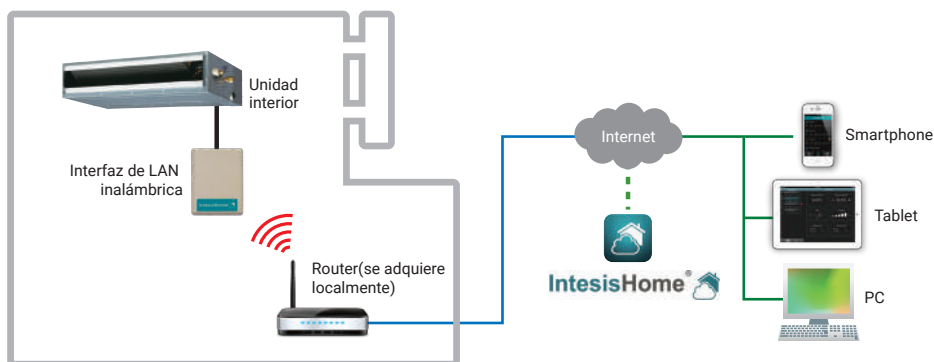 Unidad
interior
Interfaz de LAN
inalámbrica
Router(se adquiere
localmente)
Internet
IntesisHome®
Smartphone
Tablet
PC